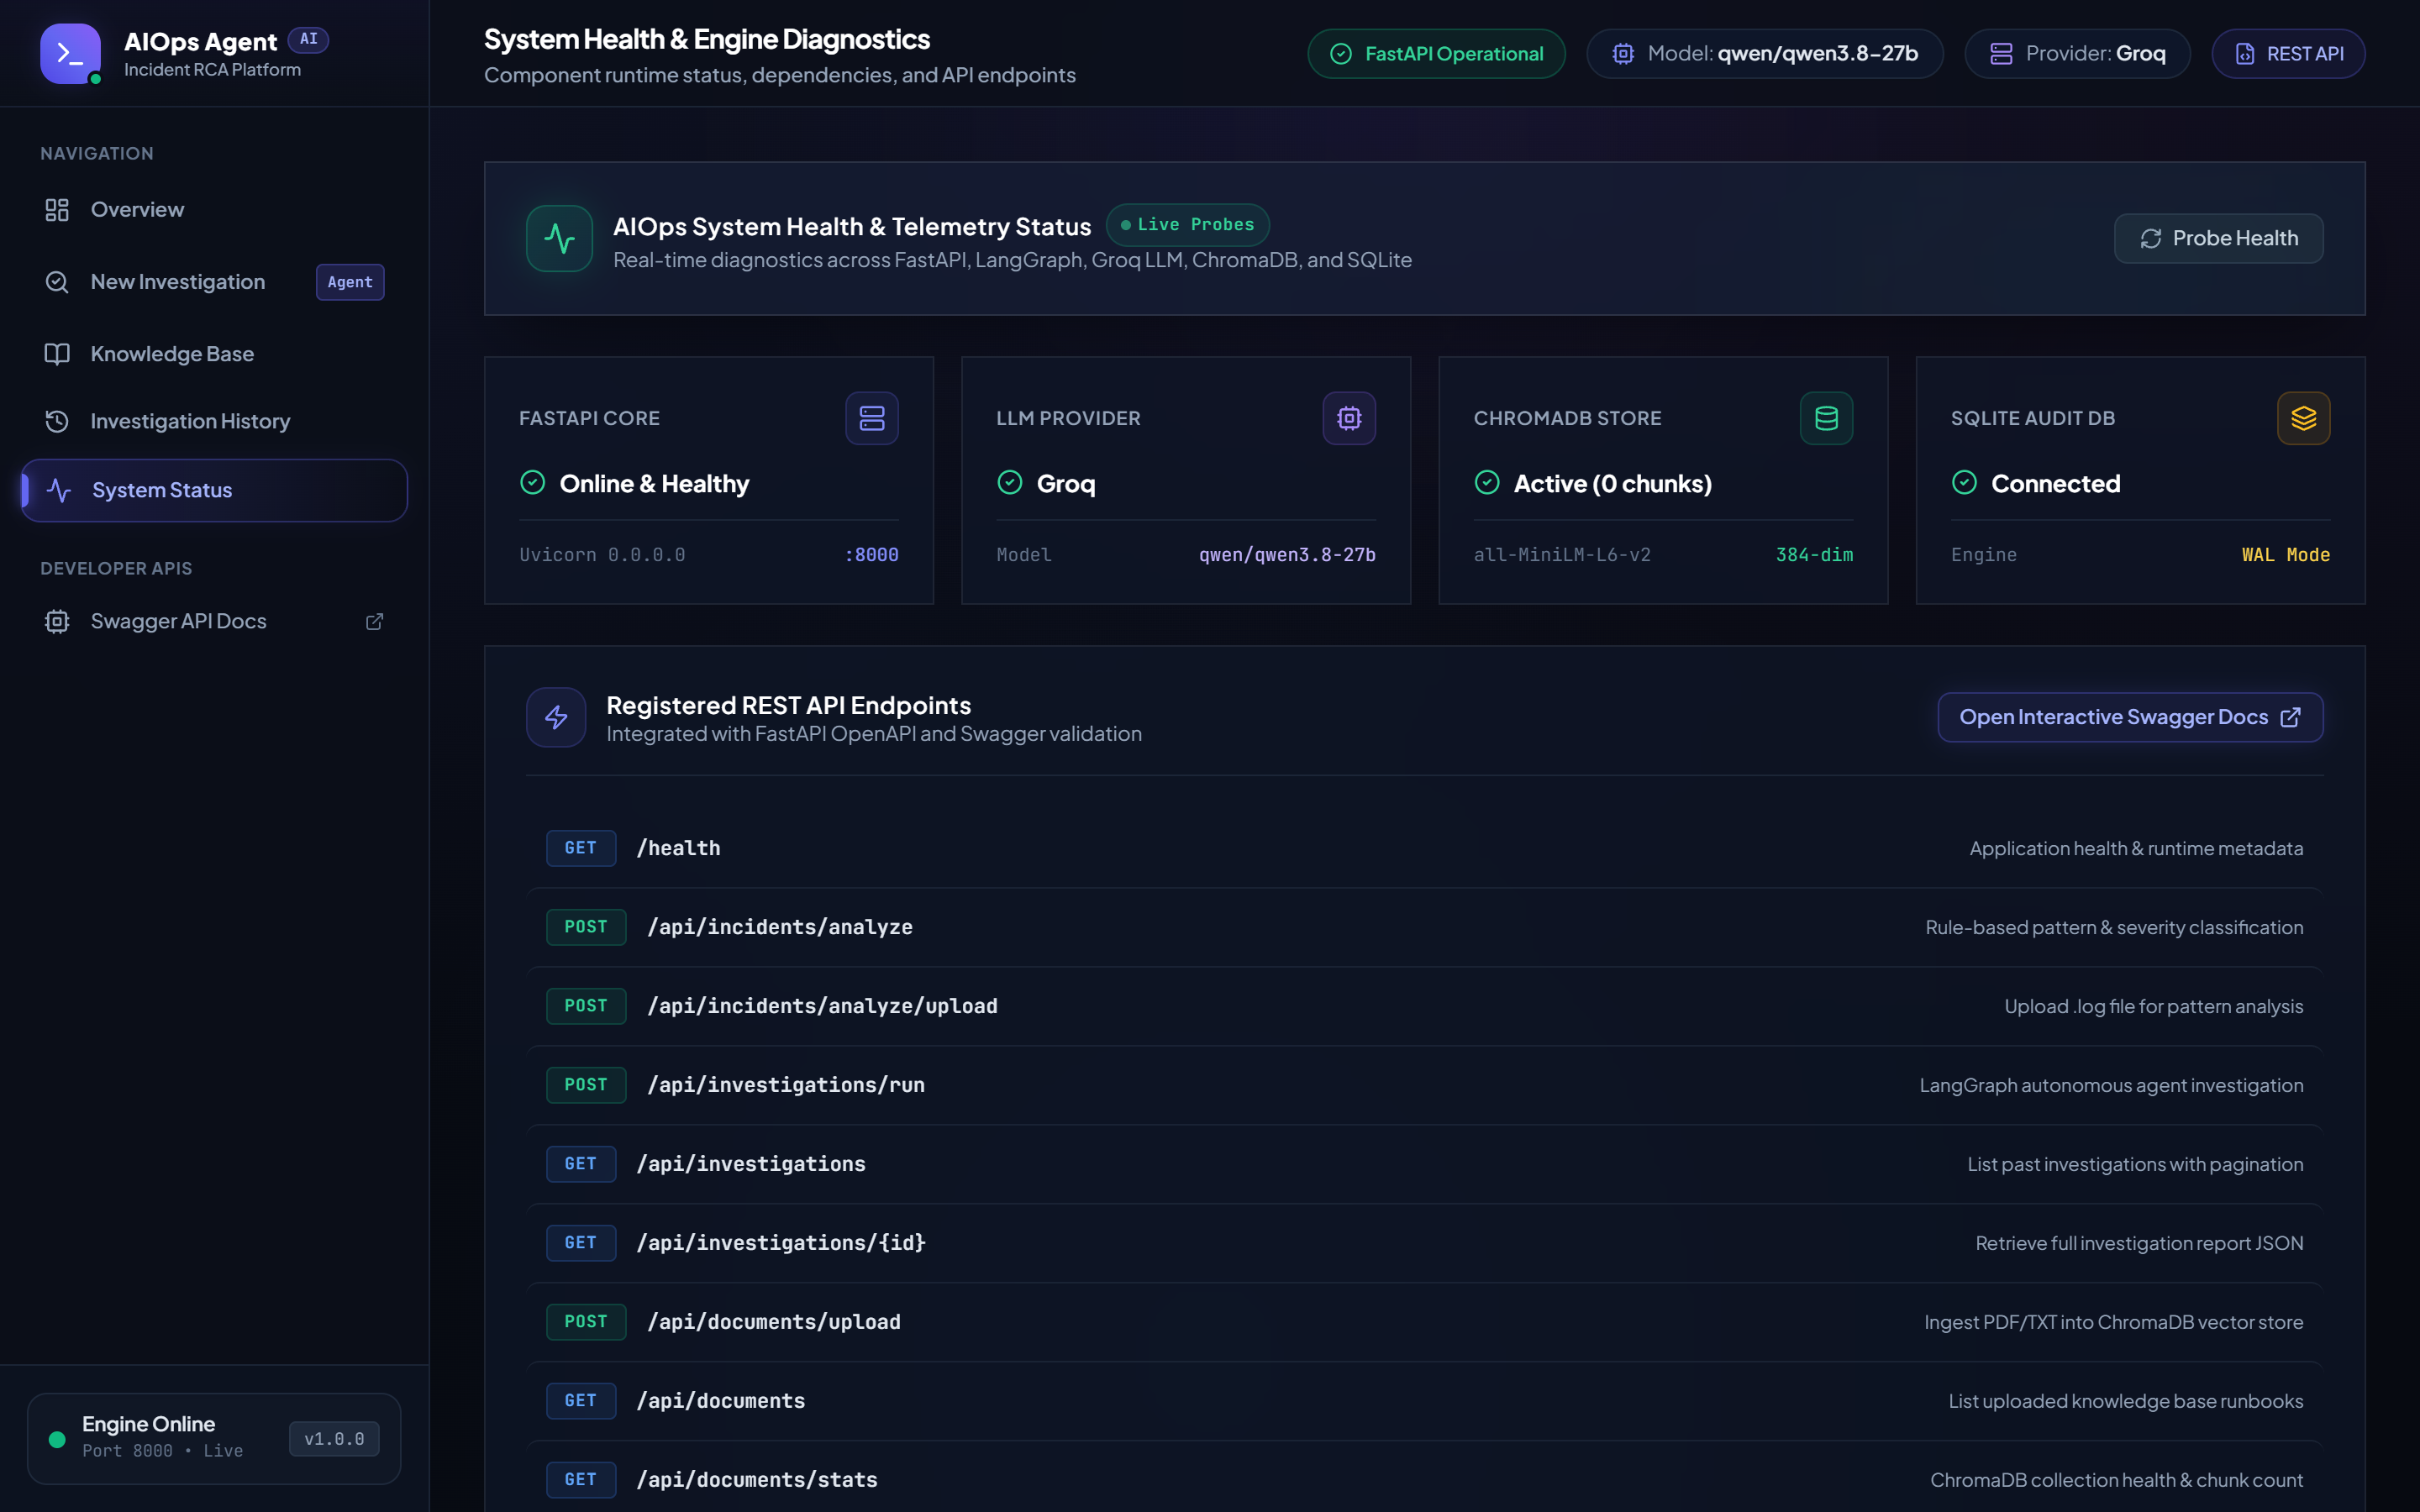 AIOps Agent AI
Incident RCA Platform
NAVIGATION
Overview
New Investigation Agent
Knowledge Base
Investigation History
System Status
DEVELOPER APIS
Swagger API Docs
Engine Online
Port 8000 • Live
v1.0.0
System Health & Engine Diagnostics
Component runtime status, dependencies, and API endpoints
FastAPI Operational
Model: qwen/qwen3.8-27b
Provider: Groq
REST API
AIOps System Health & Telemetry Status Live Probes
Real-time diagnostics across FastAPI, LangGraph, Groq LLM, ChromaDB, and SQLite
Probe Health
FASTAPI CORE
Online & Healthy
Uvicorn 0.0.0.0 :8000
LLM PROVIDER
Groq
Model qwen/qwen3.8-27b
CHROMADB STORE
Active (0 chunks)
all-MiniLM-L6-v2 384-dim
SQLITE AUDIT DB
Connected
Engine WAL Mode
Registered REST API Endpoints
Integrated with FastAPI OpenAPI and Swagger validation
Open Interactive Swagger Docs
GET /health Application health & runtime metadata
POST /api/incidents/analyze Rule-based pattern & severity classification
POST /api/incidents/analyze/upload Upload .log file for pattern analysis
POST /api/investigations/run LangGraph autonomous agent investigation
GET /api/investigations List past investigations with pagination
GET /api/investigations/{id} Retrieve full investigation report JSON
POST /api/documents/upload Ingest PDF/TXT into ChromaDB vector store
GET /api/documents List uploaded knowledge base runbooks
GET /api/documents/stats ChromaDB collection health & chunk count